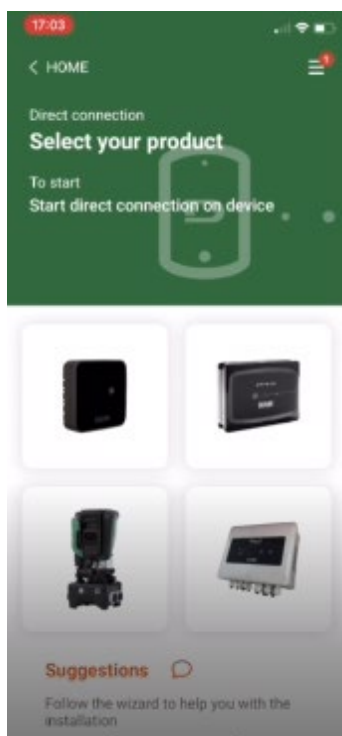 17:03
< HOME
1
Direct connection
Select your product
To start
Start direct connection on device
Suggestions
Follow the wizard to help you with the
installation